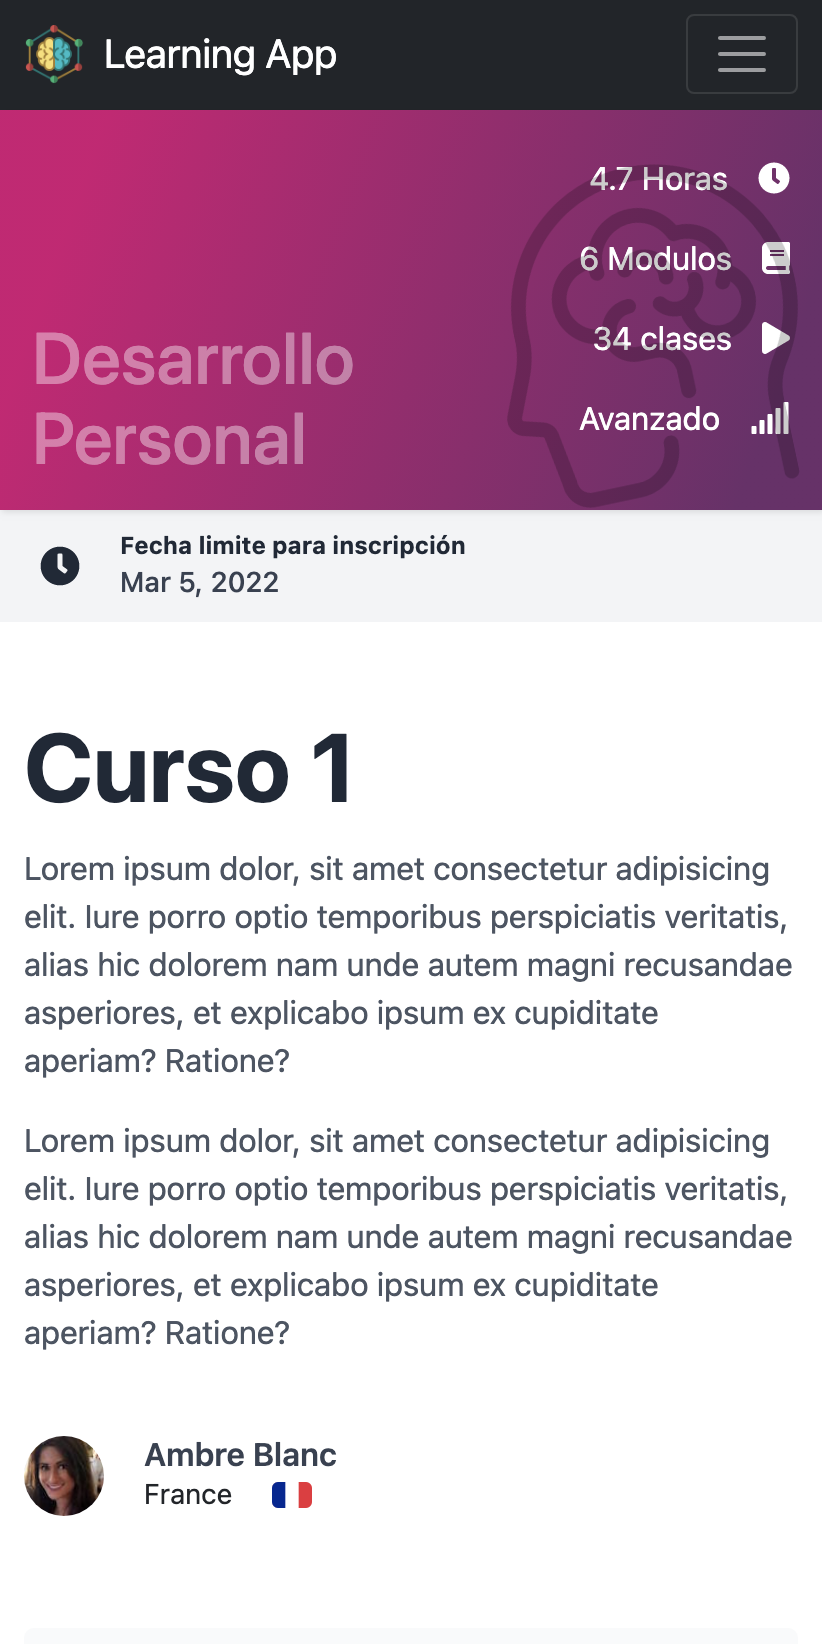 Learning App
4.7 Horas
6 Modulos
34 clases
Avanzado
Desarrollo
Personal
Fecha limite para inscripción
Mar 5, 2022
Curso 1
Lorem ipsum dolor, sit amet consectetur adipisicing
elit. Iure porro optio temporibus perspiciatis veritatis,
alias hic dolorem nam unde autem magni recusandae
asperiores, et explicabo ipsum ex cupiditate
aperiam? Ratione?
Lorem ipsum dolor, sit amet consectetur adipisicing
elit. Iure porro optio temporibus perspiciatis veritatis,
alias hic dolorem nam unde autem magni recusandae
asperiores, et explicabo ipsum ex cupiditate
aperiam? Ratione?
Ambre Blanc
France